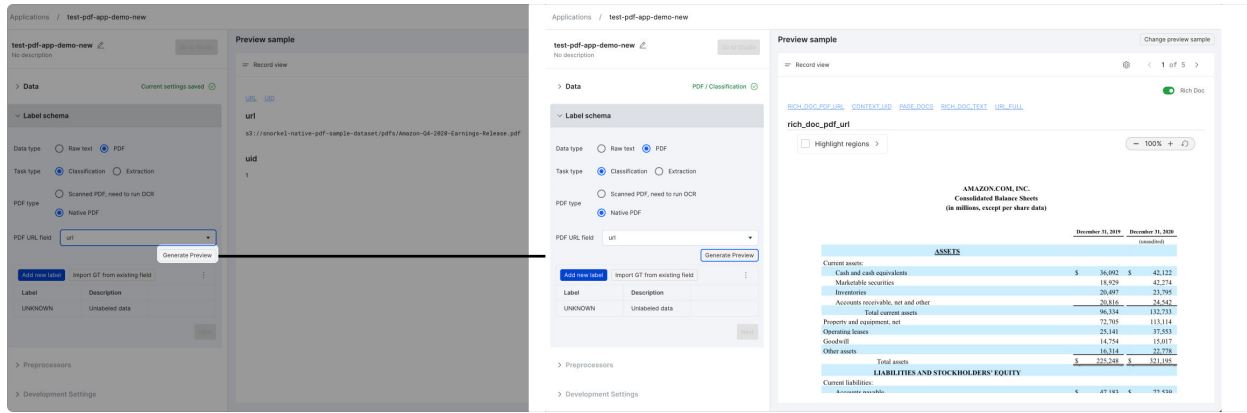 Applications / test-pdf-app-demo-new
test-pdf-app-demo-new
No description
Go to studio
> Data Current settings saved
Label schema
Data type Raw text PDF
Task type Classification Extraction
PDF type Scanned PDF, need to run OCR
Native PDF
PDF URL field url
Generate Preview
Add new label Import GT from existing field
Label Description
UNKNOWN Unlabeled data
Next
> Preprocessors
> Development Settings
Preview sample
Record view
URL UID
url
s3://snorkel-native-pdf-sample-dataset/pdfs/Amazon-Q4-2020-Earnings-Release.pdf
uid
1
Applications / test-pdf-app-demo-new
test-pdf-app-demo-new
No description
Go to studio
> Data PDF / Classification
Label schema
Data type Raw text PDF
Task type Classification Extraction
PDF type Scanned PDF, need to run OCR
Native PDF
PDF URL field url
Generate Preview
Add new label Import GT from existing field
Label Description
UNKNOWN Unlabeled data
Next
> Preprocessors
> Development Settings
Preview sample Change preview sample
Record view < 1 of 5 >
Rich Doc
RICH_DOC_PDF_URL CONTEXT_UID PAGE_DOCS RICH_DOC_TEXT URL_FULL
rich_doc_pdf_url
Highlight regions > − 100% +
AMAZON.COM, INC.
Consolidated Balance Sheets
(in millions, except per share data)
December 31, 2019 December 31, 2020
(unaudited)
ASSETS
Current assets:
Cash and cash equivalents $ 36,092 $ 42,122
Marketable securities 18,929 42,274
Inventories 20,497 23,795
Accounts receivable, net and other 20,816 24,542
Total current assets 96,334 132,733
Property and equipment, net 72,705 113,114
Operating leases 25,141 37,553
Goodwill 14,754 15,017
Other assets 16,314 22,778
Total assets $ 225,248 $ 321,195
LIABILITIES AND STOCKHOLDERS' EQUITY
Current liabilities:
Accounts payable $ 47,183 $ 72,539